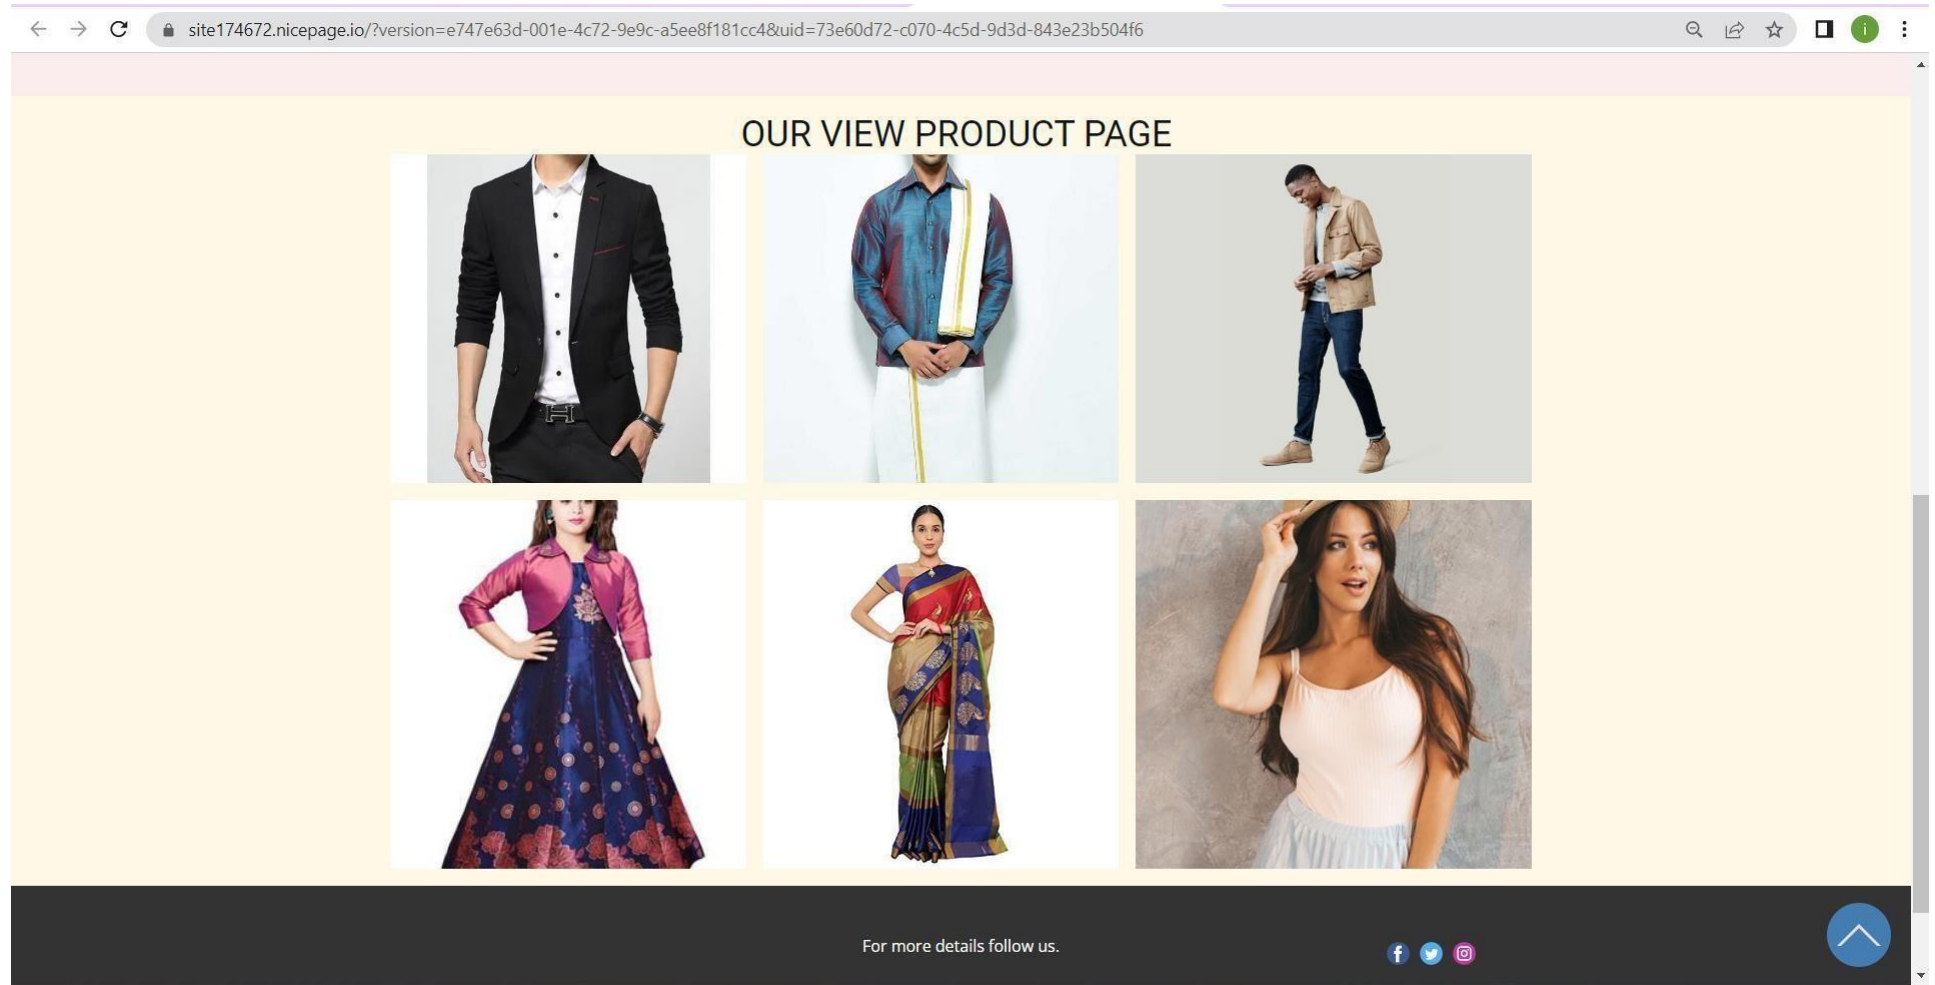 site174672.nicepage.io/?version=e747e63d-001e-4c72-9e9c-a5ee8f181cc4&uid=73e60d72-c070-4c5d-9d3d-843e23b504f6
i
OUR VIEW PRODUCT PAGE
For more details follow us.